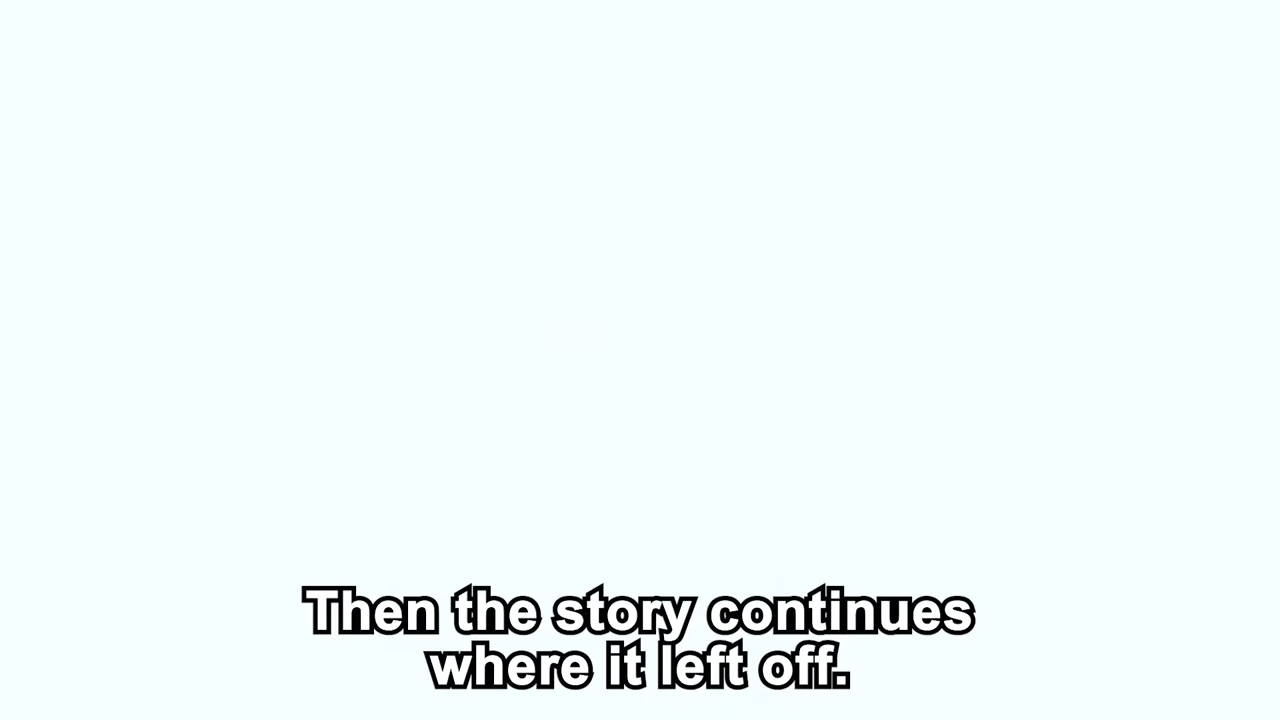 Then the story continues
where it left off.